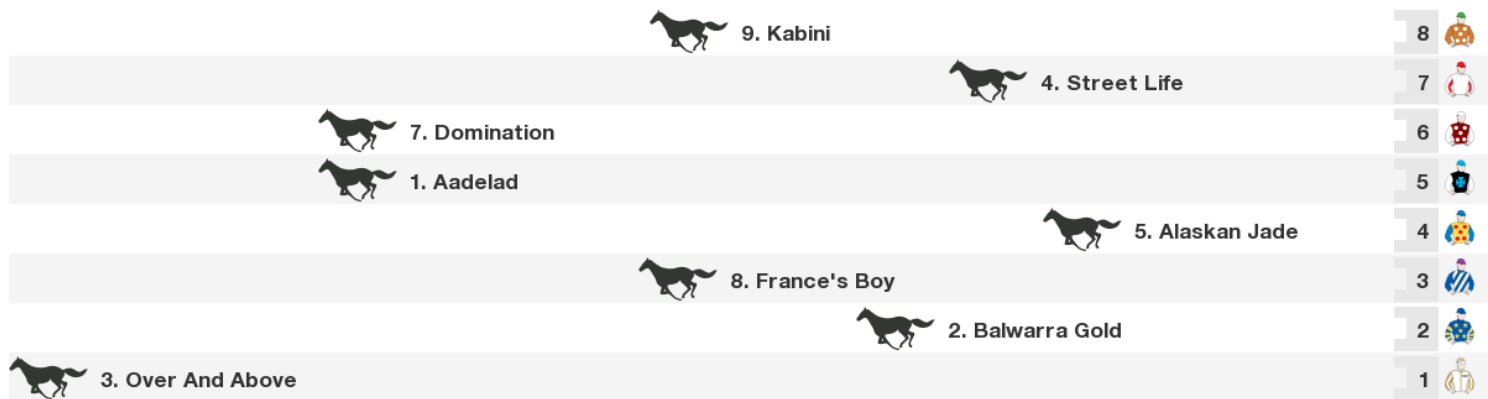 9. Kabini 8
4. Street Life 7
7. Domination 6
1. Aadelad 5
5. Alaskan Jade 4
8. France's Boy 3
2. Balwarra Gold 2
3. Over And Above 1